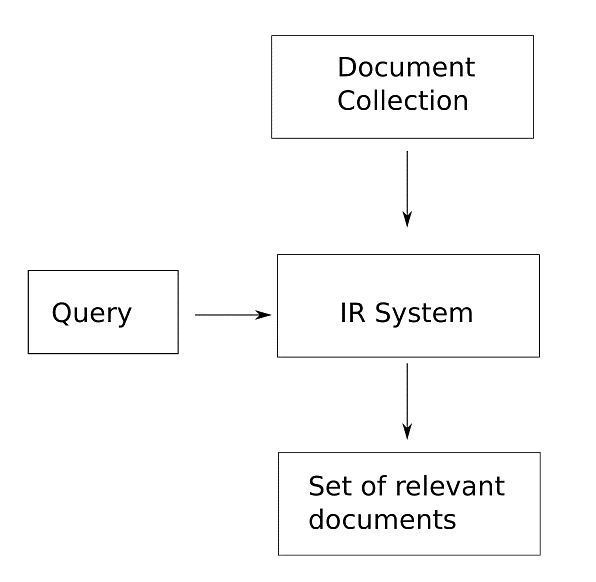 Document
Collection
Query
IR System
Set of relevant
documents